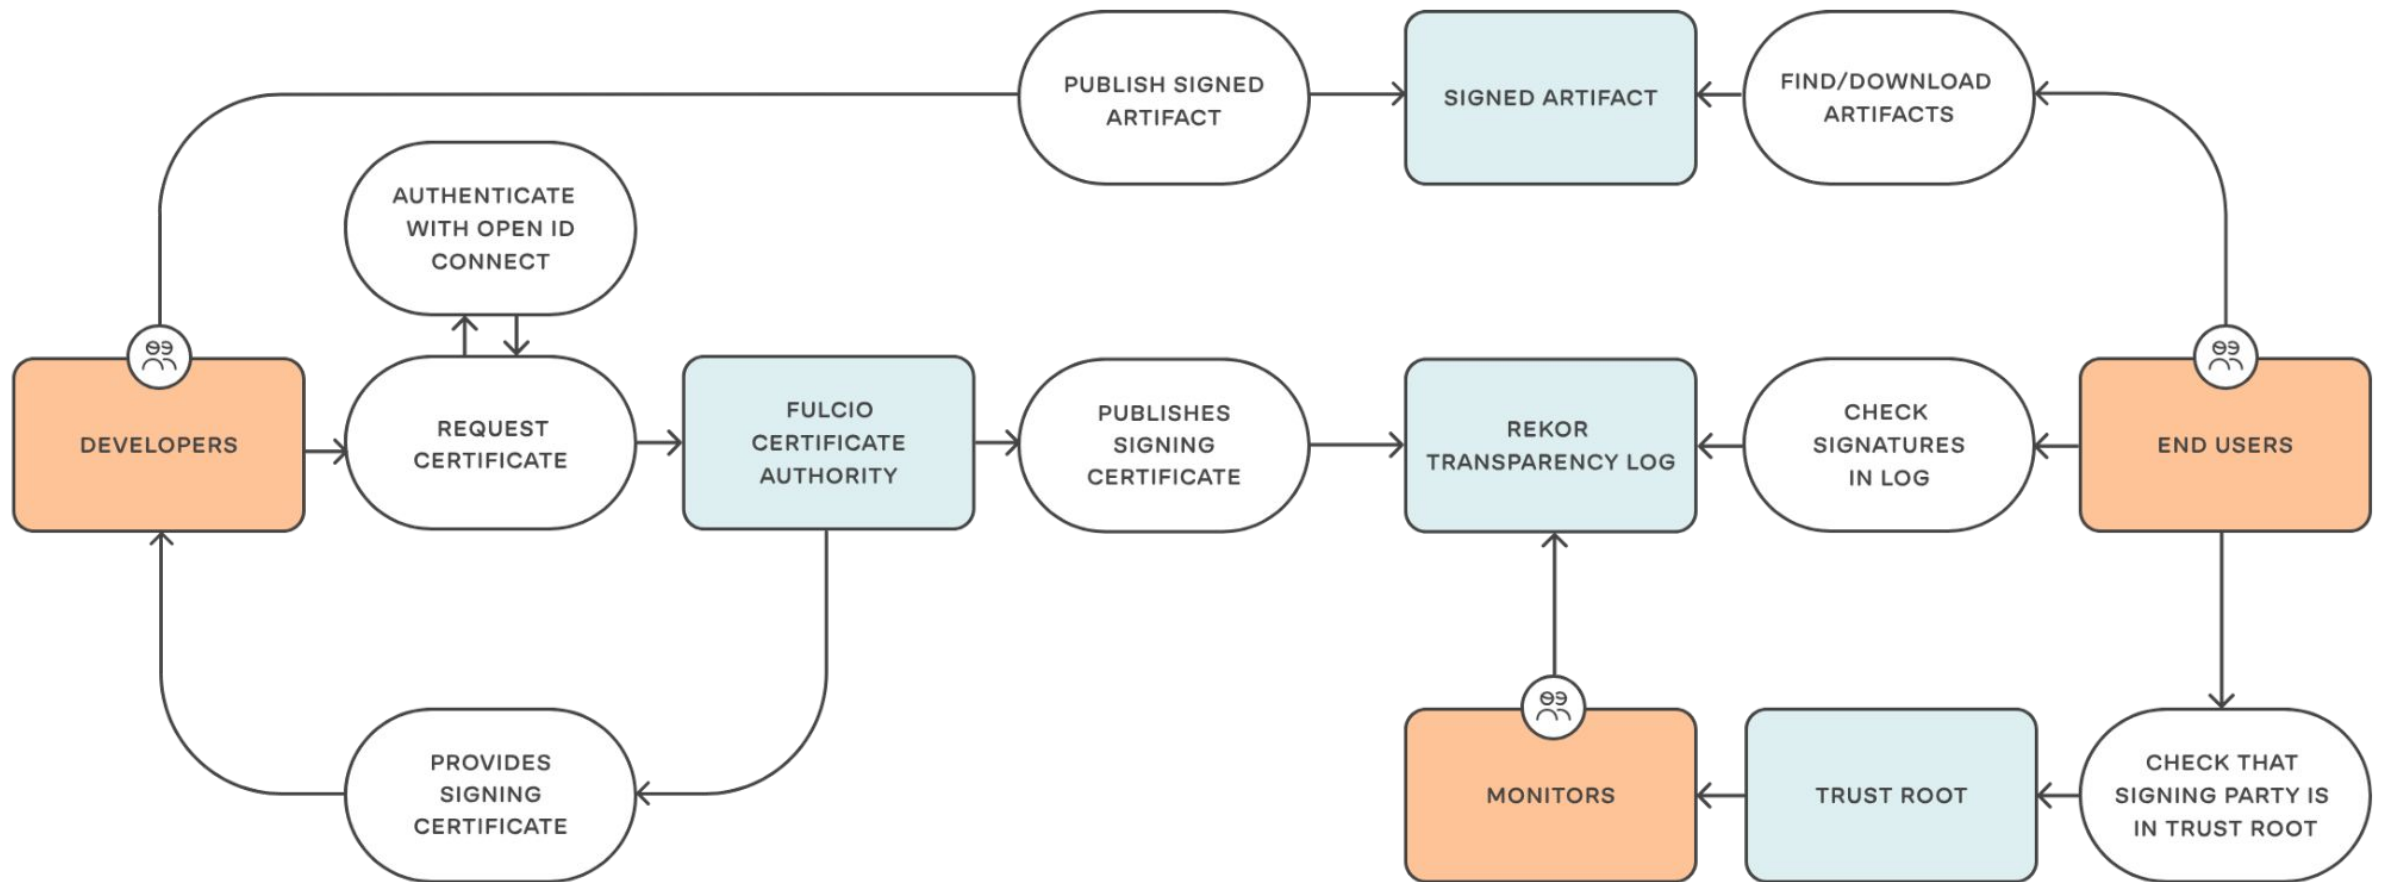 PUBLISH SIGNED
ARTIFACT
SIGNED ARTIFACT
FIND/DOWNLOAD
ARTIFACTS
AUTHENTICATE
WITH OPEN ID
CONNECT
DEVELOPERS
REQUEST
CERTIFICATE
FULCIO
CERTIFICATE
AUTHORITY
PUBLISHES
SIGNING
CERTIFICATE
REKOR
TRANSPARENCY LOG
CHECK
SIGNATURES
IN LOG
END USERS
PROVIDES
SIGNING
CERTIFICATE
MONITORS
TRUST ROOT
CHECK THAT
SIGNING PARTY IS
IN TRUST ROOT